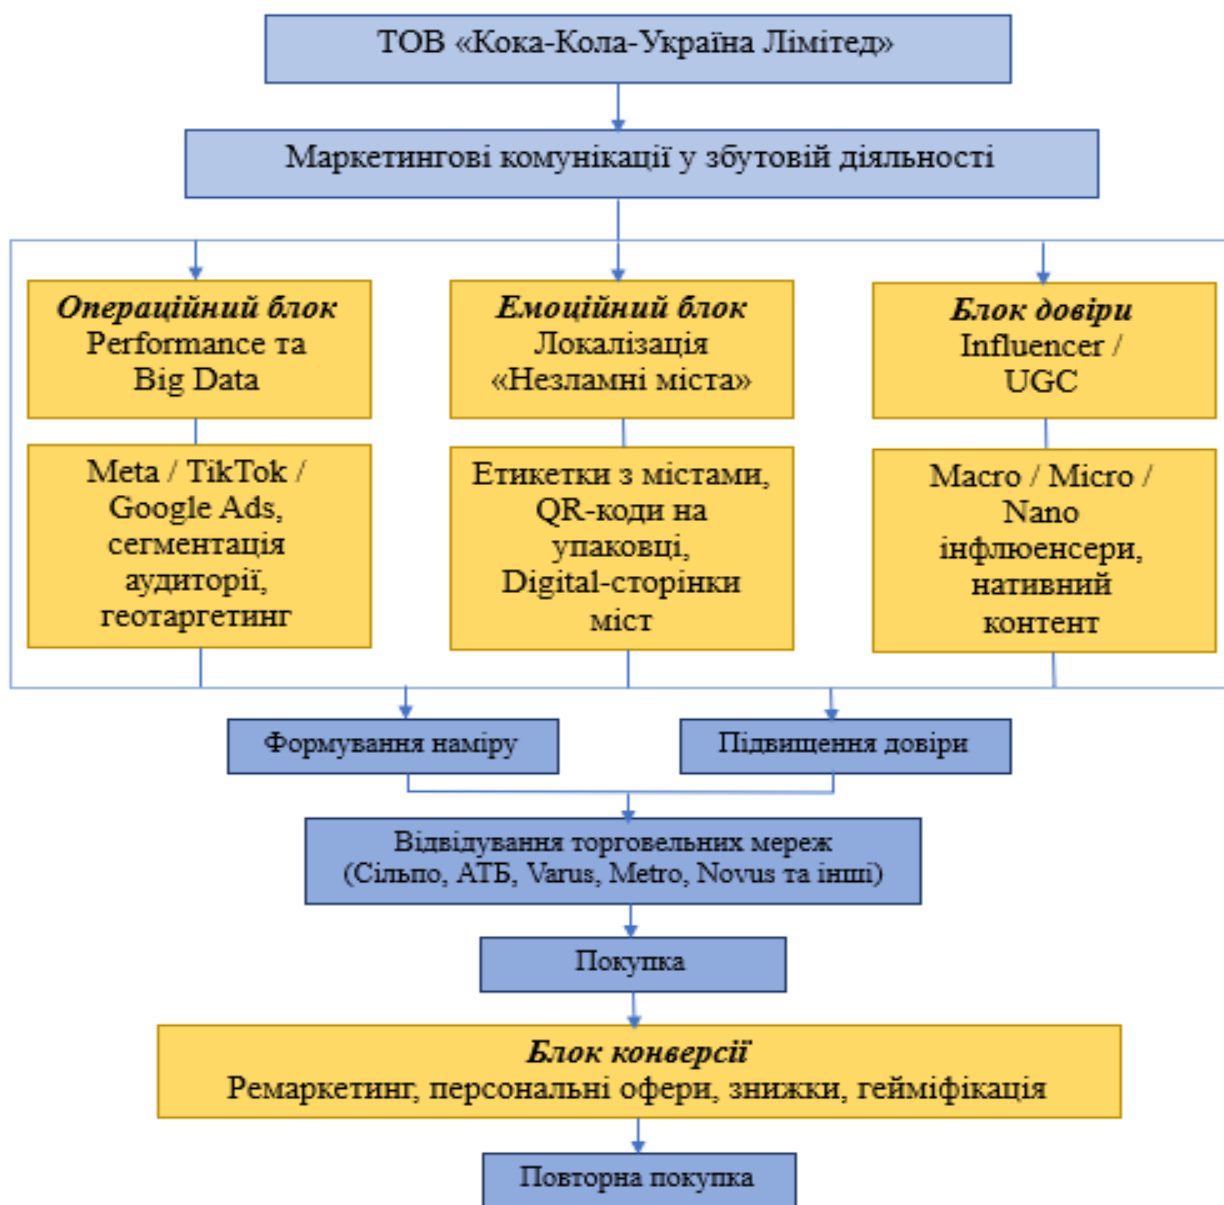 ТОВ «Кока-Кола-Україна Лімітед»
Маркетингові комунікації у збутовій діяльності
Операційний блок
Performance та
Big Data
Емоційний блок
Локалізація
«Незламні міста»
Блок довіри
Influencer /
UGC
Meta / TikTok /
Google Ads,
сегментація
аудиторії,
геотаргетинг
Етикетки з містами,
QR-коди на
упаковці,
Digital-сторінки
міст
Macro / Micro /
Nano
інфлюенсери,
нативний
контент
Формування наміру
Підвищення довіри
Відвідування торговельних мереж
(Сільпо, АТБ, Varus, Metro, Novus та інші)
Покупка
Блок конверсії
Ремаркетинг, персональні офери, знижки, гейміфікація
Повторна покупка